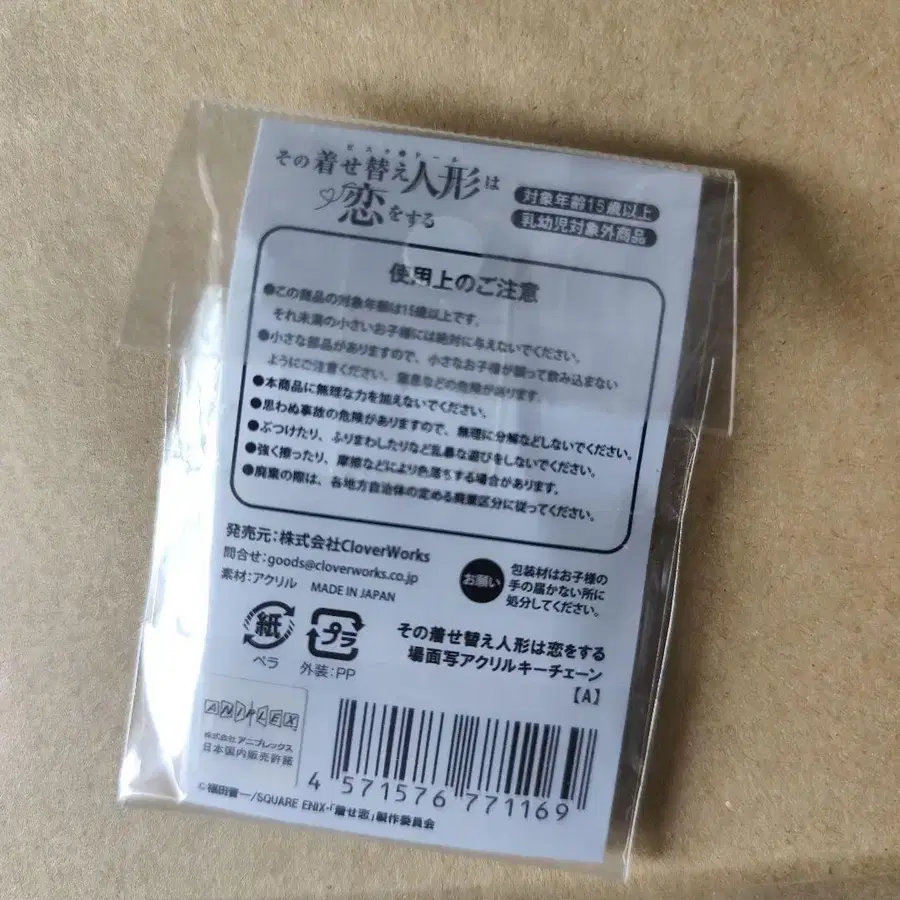 その着せ替え人形は
ビスク・ドール
恋をする
対象年齢15歳以上
乳幼児対象外商品
使用上のご注意
●この商品の対象年齢は15歳以上です。
それ未満の小さいお子様には絶対に与えないでください。
●小さな部品がありますので、小さなお子様が誤って飲み込まない
ようにご注意ください。窒息などの危険があります。
●本商品に無理な力を加えないでください。
●思わぬ事故の危険がありますので、無理に分解などしないでください。
●ぶつけたり、ふりまわしたりなど乱暴な遊びをしないでください。
●強く擦ったり、摩擦などにより色落ちする場合があります。
●廃棄の際は、各地方自治体の定める廃棄区分に従ってください。
発売元：株式会社CloverWorks
問合せ：goods@cloverworks.co.jp
素材：アクリル MADE IN JAPAN
お願い
包装材はお子様の
手の届かない所に
処分してください。
紙
ベラ
プラ
外装：PP
その着せ替え人形は恋をする
場面写アクリルキーチェーン
【A】
ANIPLEX
株式会社アニプレックス
日本国内販売許諾
4 571576 771169
©福田晋一/SQUARE ENIX・「着せ恋」製作委員会